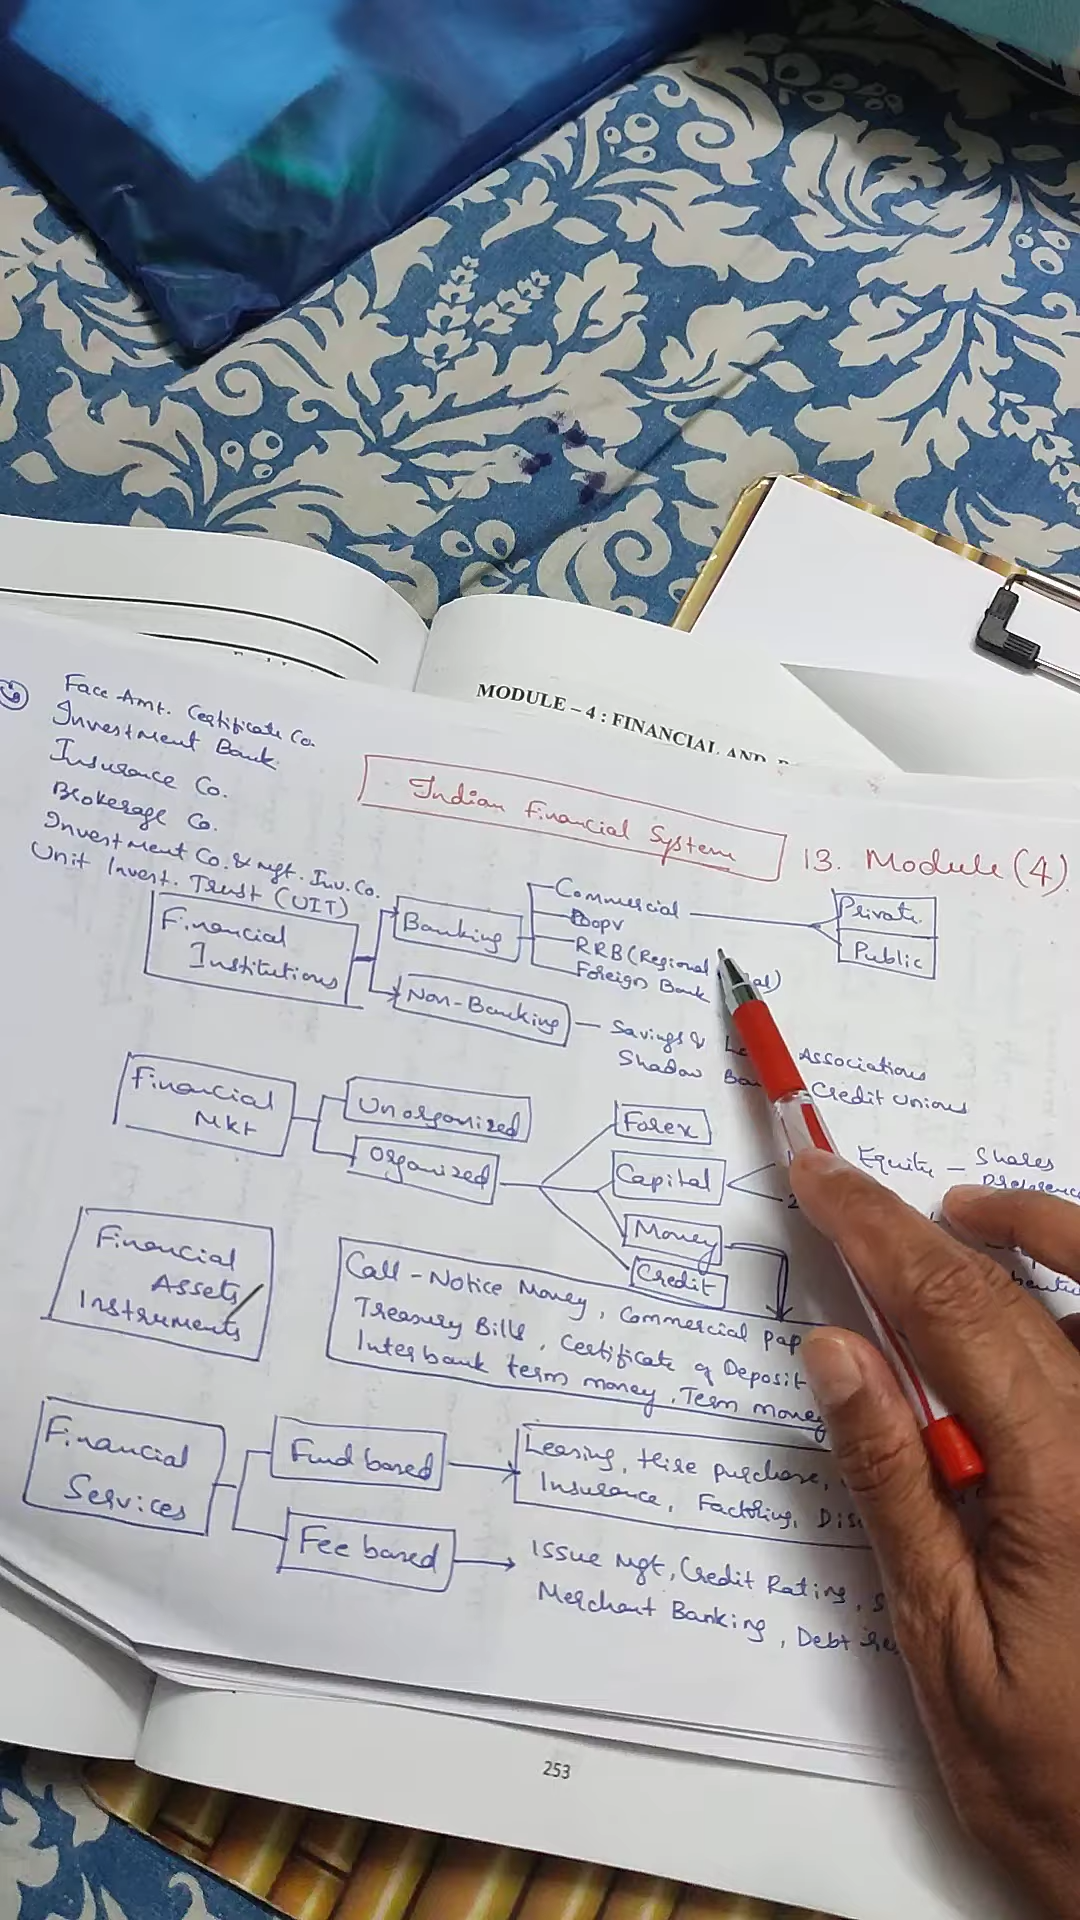 MODULE – 4 : FINANCIAL AND
Face Amt. Certificate Co.
Investment Bank
Insurance Co.
Brokerage Co.
Investment Co. & Mgt. Inv. Co.
Unit Invest. Trust (UIT)
Indian Financial System
13. Module (4)
Financial
Institutions
Banking
Commercial
RRB (Regional
Foreign Bank
Private
Public
Non-Banking
Savings &
Associations
Shadow
Credit Unions
Financial
Mkt
Unorganized
Organized
Forex
Capital
Money
Credit
Equity – Shares
Financial
Assets/
Instruments
Call-Notice Money, Commercial pap
Treasury Bills, Certificate of Deposit
Interbank term money, Term money
Financial
Services
Fund based
Leasing, Hire purchase,
Insurance, Factoring,
Fee based
Issue Mgt, Credit Rating,
Merchant Banking, Debt
253